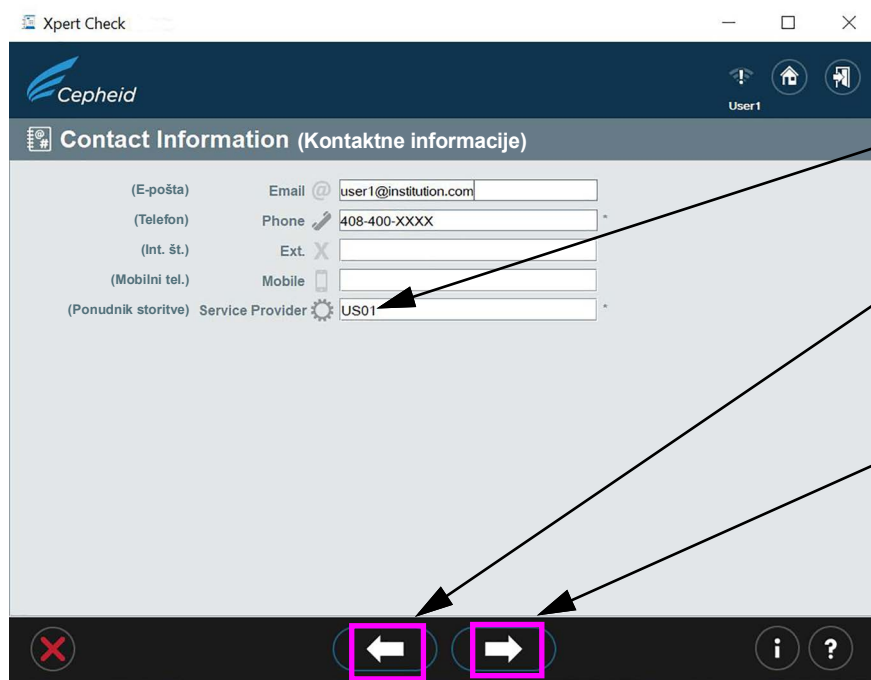 Xpert Check
Cepheid
User1
Contact Information (Kontaktne informacije)
(E-pošta) Email @ user1@institution.com
(Telefon) Phone 408-400-XXXX *
(Int. št.) Ext. X
(Mobilni tel.) Mobile
(Ponudnik storitve) Service Provider US01 *
i ?